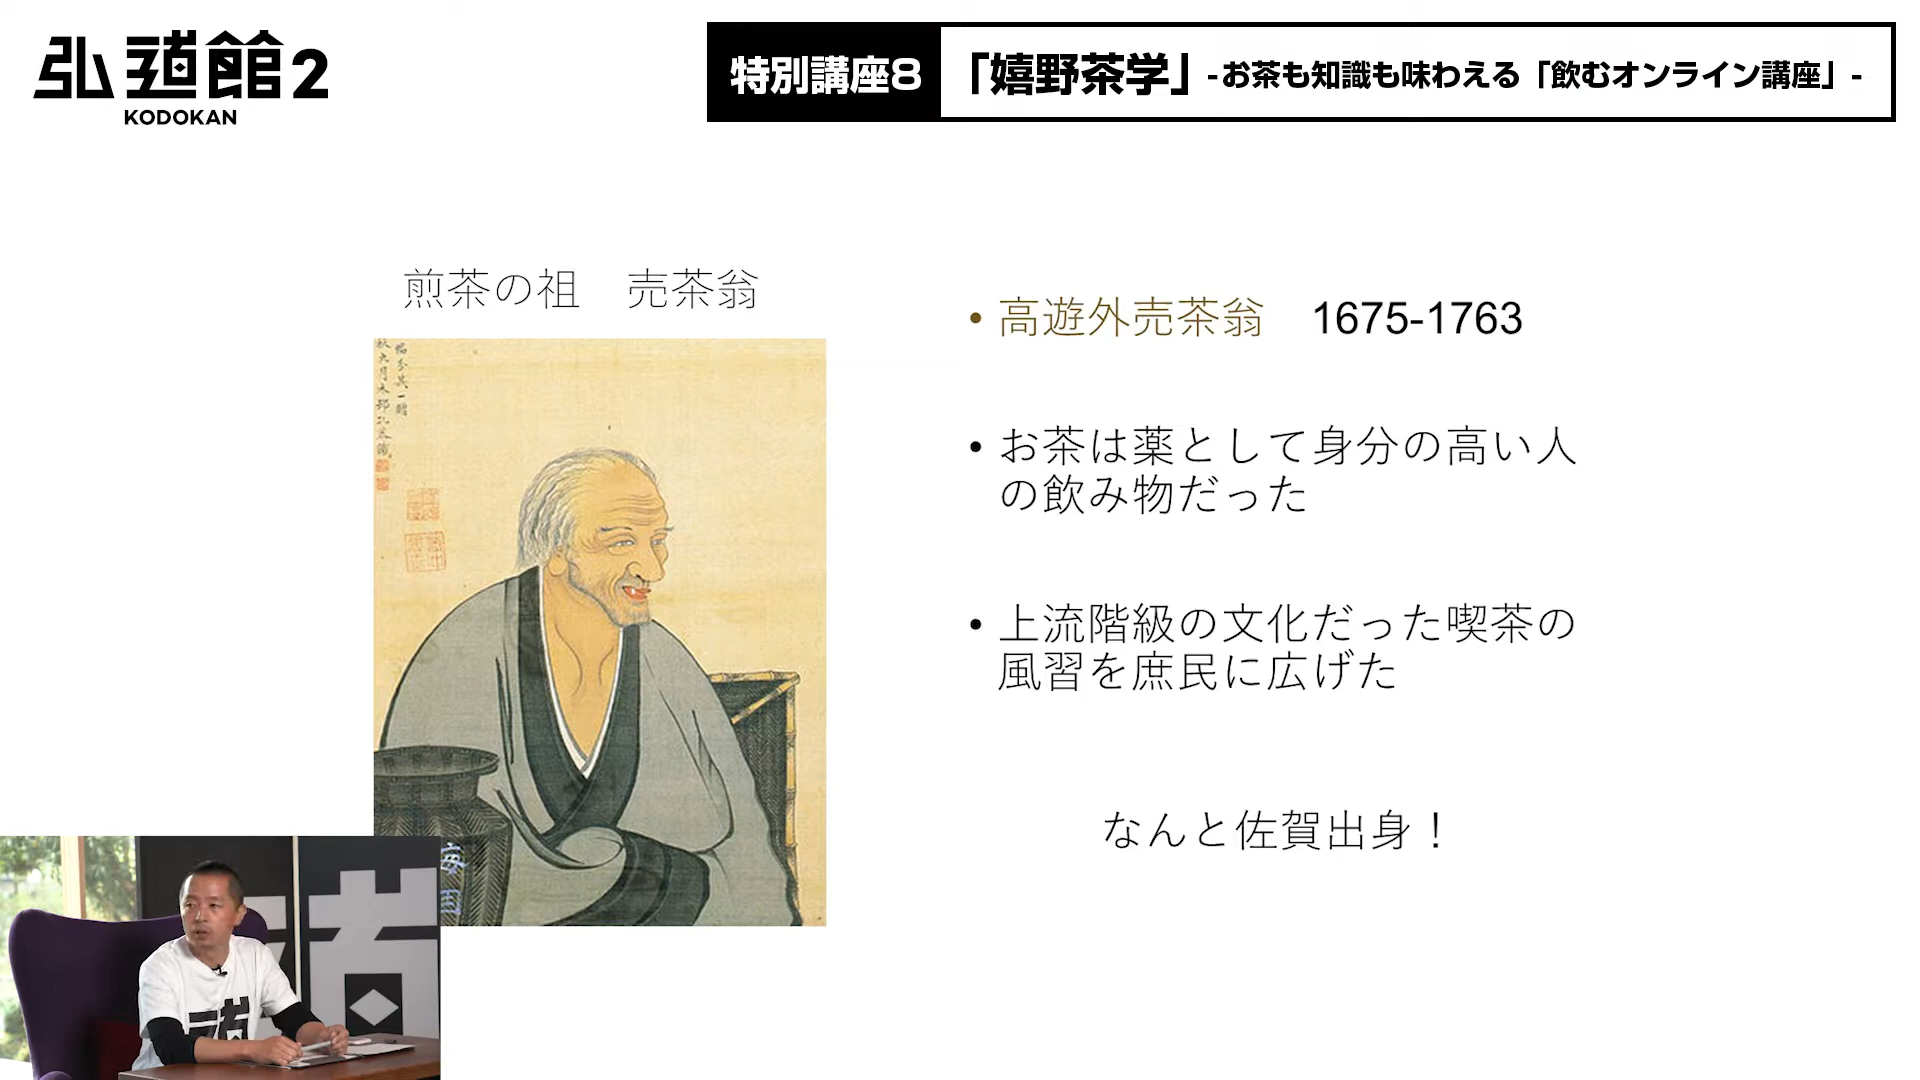 弘道館2
KODOKAN
特別講座8
「嬉野茶学」-お茶も知識も味わえる「飲むオンライン講座」-
煎茶の祖　売茶翁
• 高遊外売茶翁　1675-1763
• お茶は薬として身分の高い人
の飲み物だった
• 上流階級の文化だった喫茶の
風習を庶民に広げた
なんと佐賀出身！